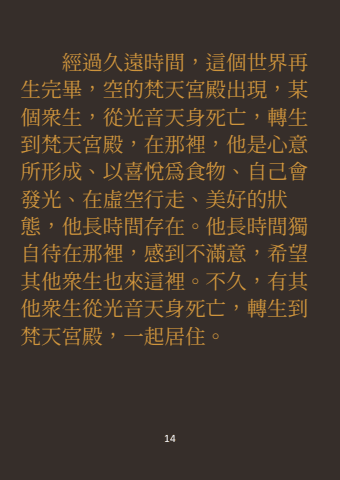 經過久遠時間，這個世界再
生完畢，空的梵天宮殿出現，某
個衆生，從光音天身死亡，轉生
到梵天宮殿，在那裡，他是心意
所形成、以喜悅爲食物、自己會
發光、在虛空行走、美好的狀
態，他長時間存在。他長時間獨
自待在那裡，感到不滿意，希望
其他衆生也來這裡。不久，有其
他衆生從光音天身死亡，轉生到
梵天宮殿，一起居住。
14